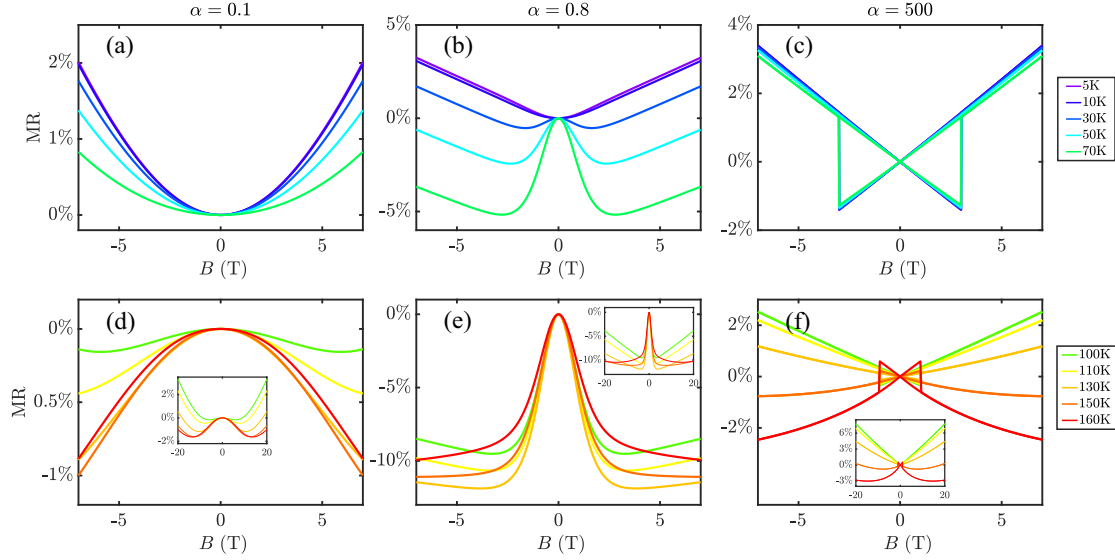 α = 0.1
α = 0.8
α = 500
(a)
(b)
(c)
2%
1%
0%
MR
-5
0
5
B (T)
5%
0%
-5%
-5
0
5
B (T)
4%
2%
0%
-2%
-5
0
5
B (T)
5K
10K
30K
50K
70K
(d)
(e)
(f)
0%
0.5%
-1%
MR
-5
0
5
B (T)
2%
0%
-2%
-20
0
20
0%
-5%
-10%
-5
0
5
B (T)
0%
-5%
-10%
-20
0
20
2%
0%
-2%
-5
0
5
B (T)
6%
3%
0%
-3%
-20
0
20
100K
110K
130K
150K
160K